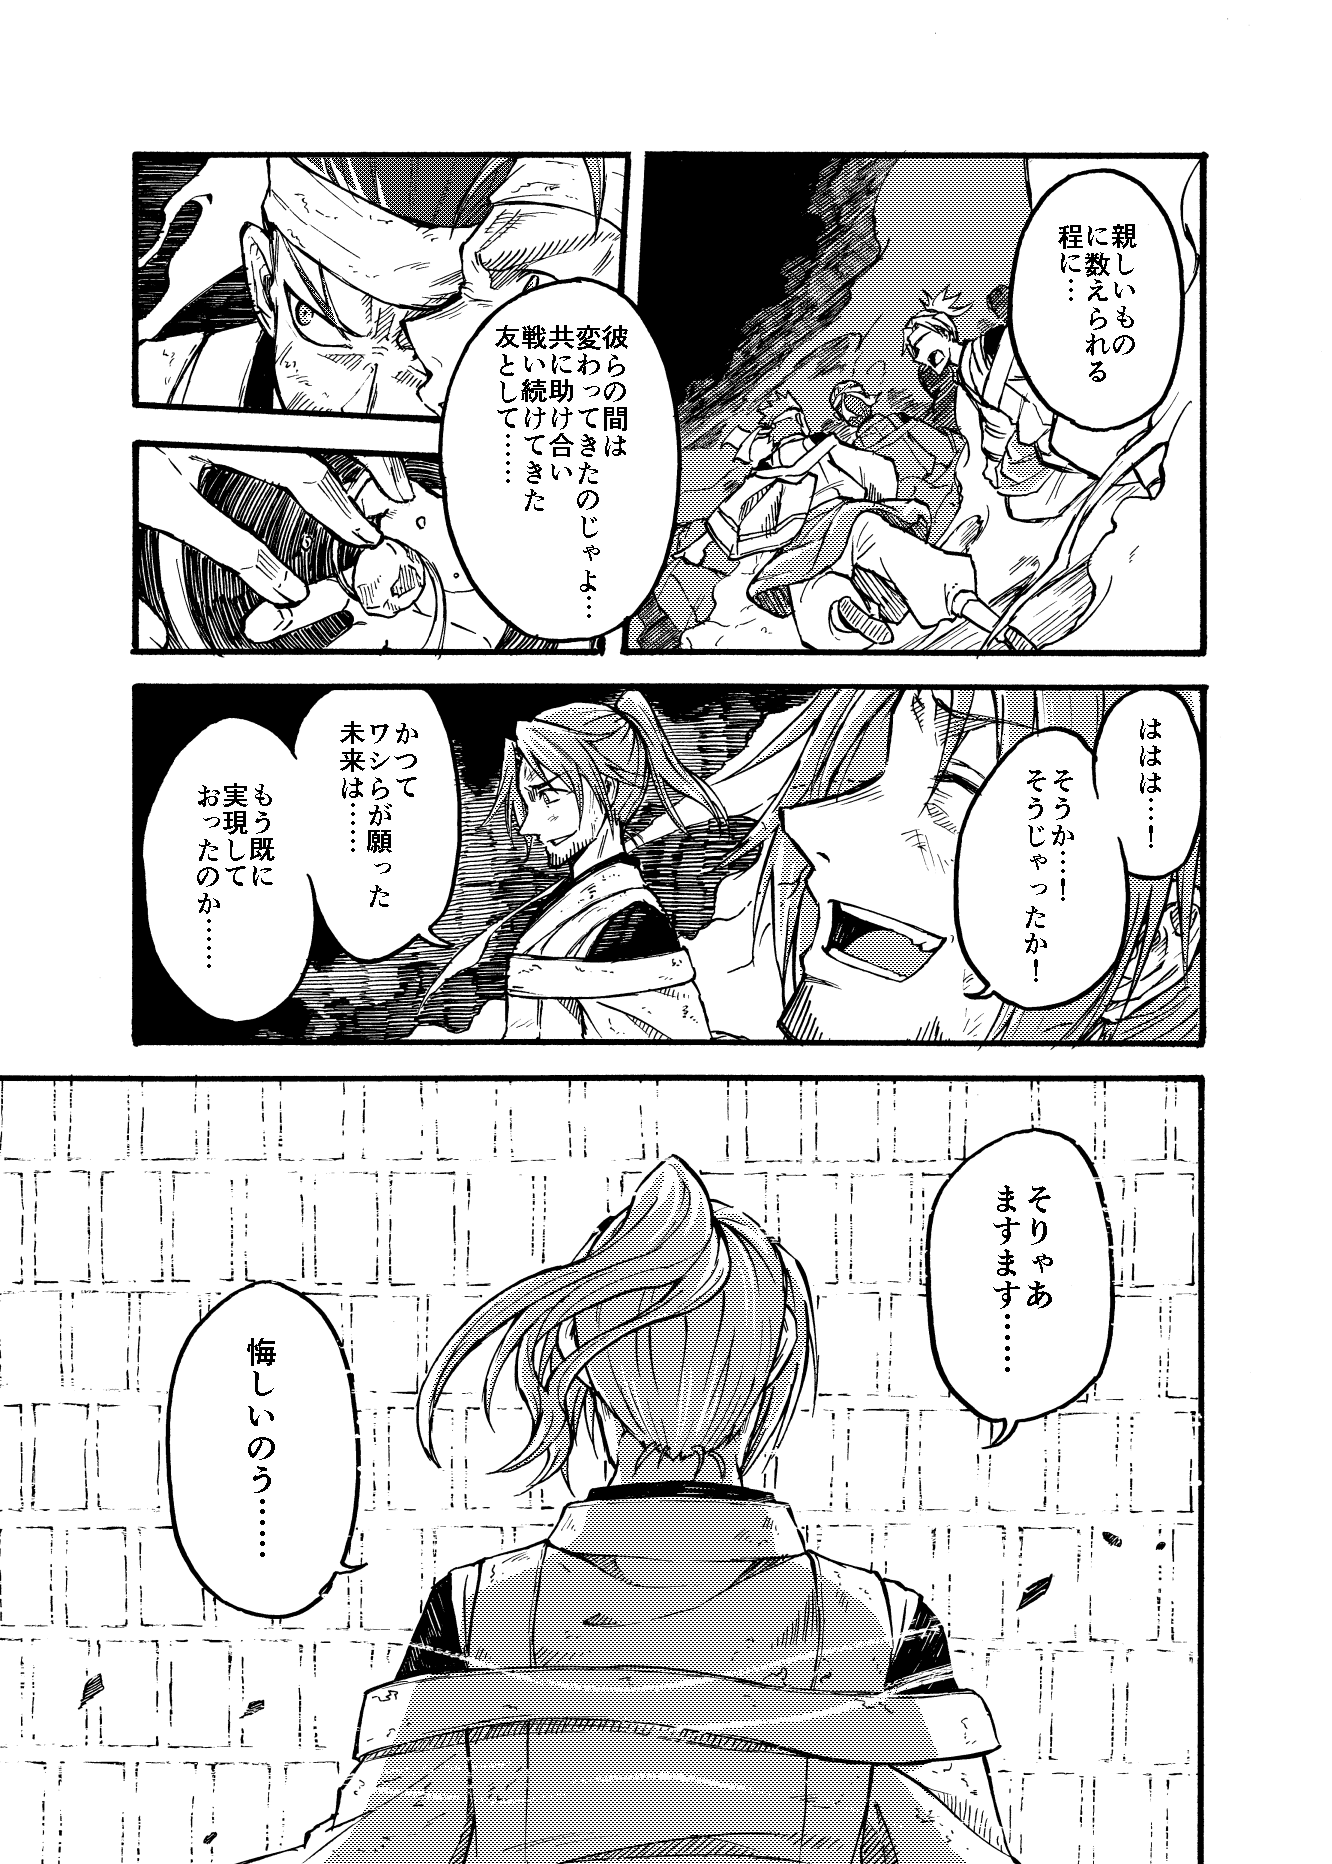 親しいもの
に数えられる
程に…
彼らの間は
変わってきたのじゃよ…
共に助け合い
戦い続けてきた
友として……
ははは…！
そうか…！
そうじゃったか！
かつて
ワシらが願った
未来は……
もう既に
実現して
おったのか……
そりゃあ
ますます……
悔しいのう……